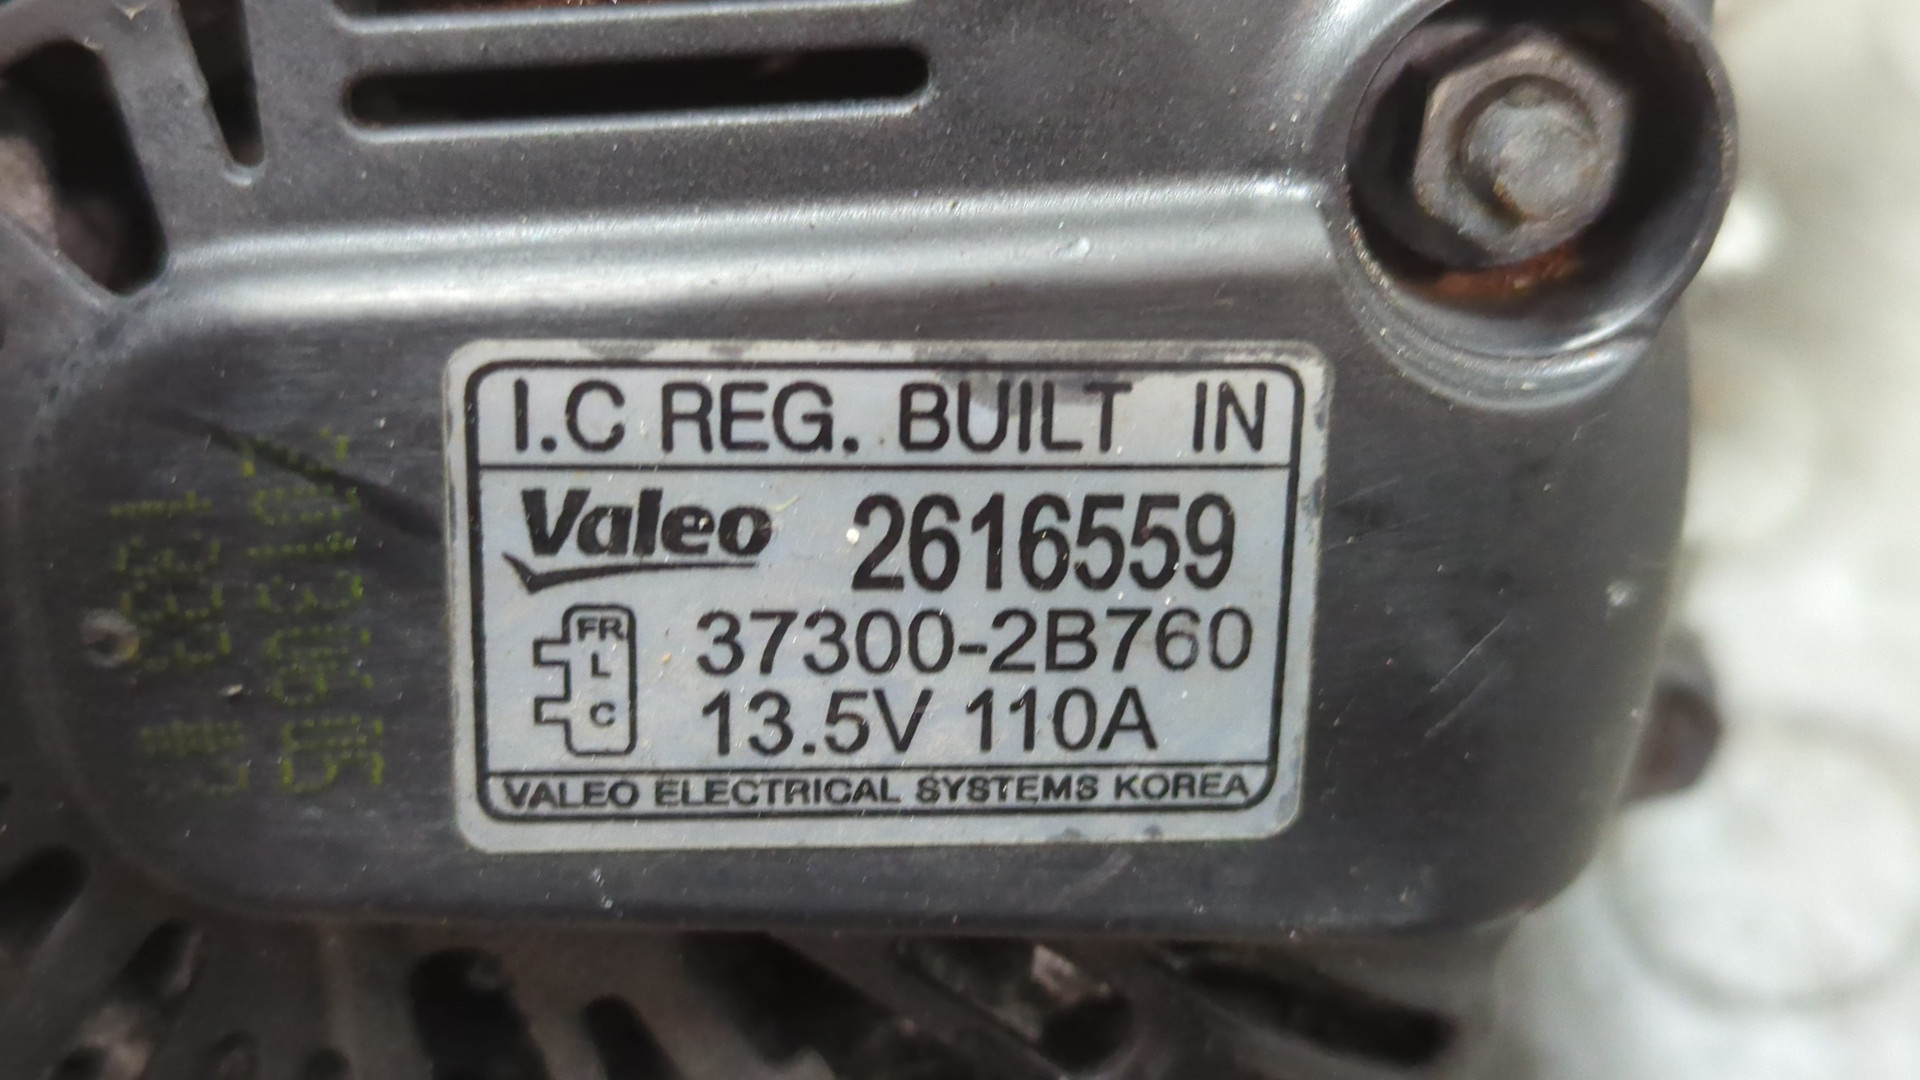 I.C REG. BUILT IN
Valeo 2616559
FR
L
C
37300-2B760
13.5V 110A
VALEO ELECTRICAL SYSTEMS KOREA